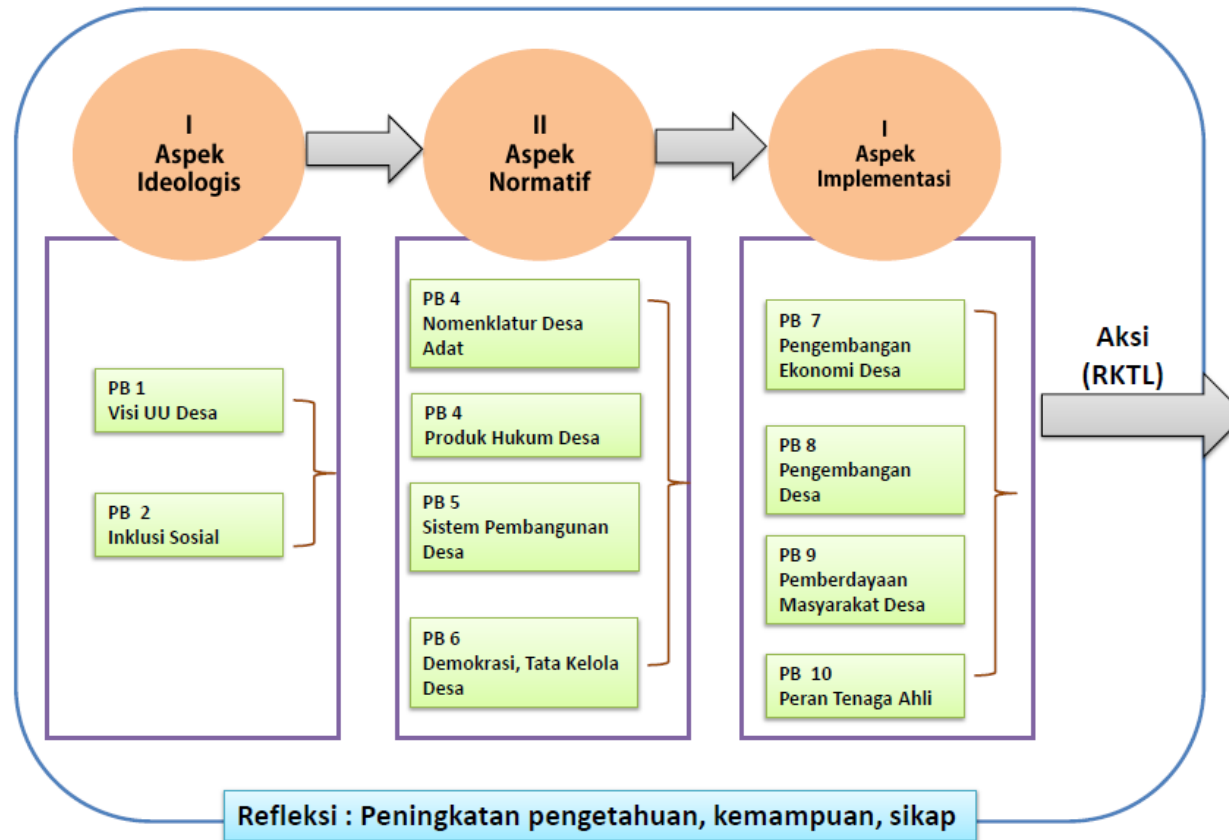 I
Aspek
Ideologis
II
Aspek
Normatif
I
Aspek
Implementasi
PB 1
Visi UU Desa
PB  2
Inklusi Sosial
PB 4
Nomenklatur Desa
Adat
PB 4
Produk Hukum Desa
PB 5
Sistem Pembangunan
Desa
PB 6
Demokrasi, Tata Kelola
Desa
PB  7
Pengembangan
Ekonomi Desa
PB 8
Pengembangan
Desa
PB 9
Pemberdayaan
Masyarakat Desa
PB  10
Peran Tenaga Ahli
Aksi
(RKTL)
Refleksi : Peningkatan pengetahuan, kemampuan, sikap